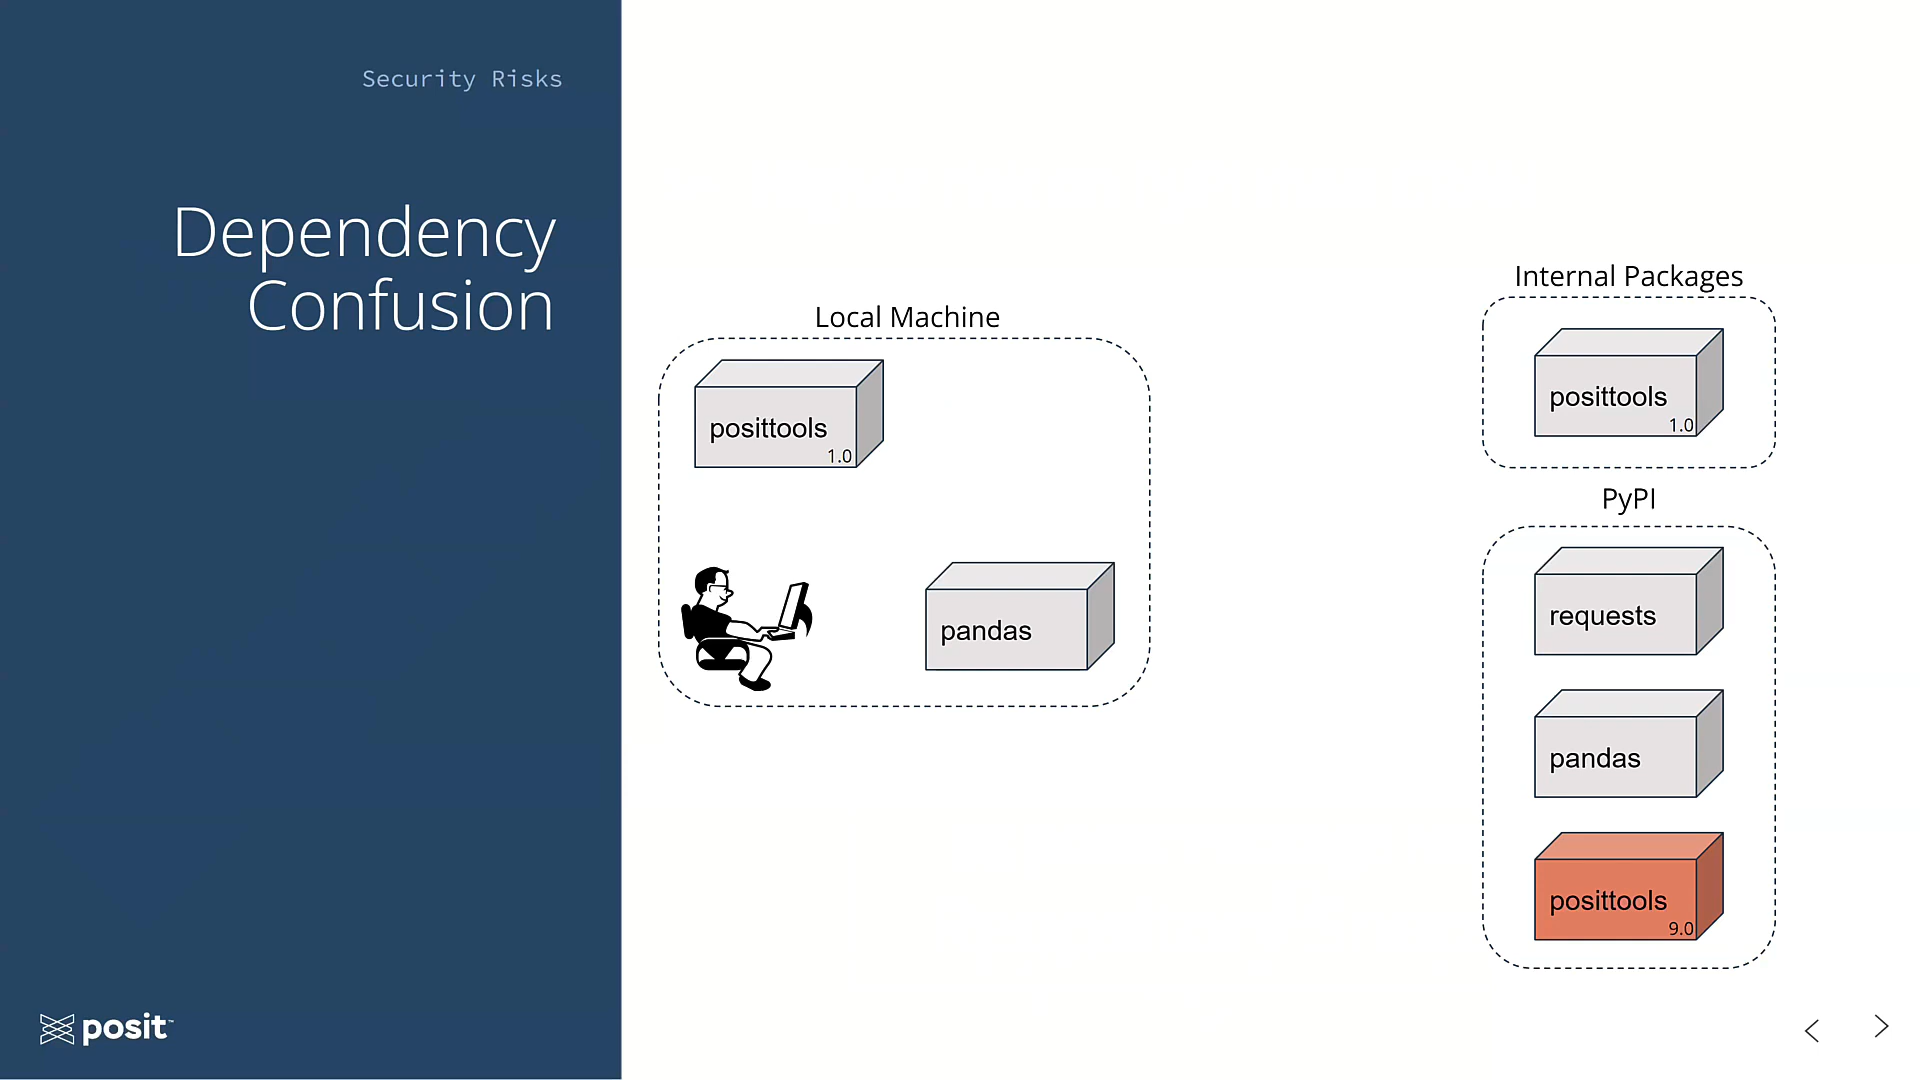 Security Risks
Dependency
Confusion
Local Machine
posittools
1.0
pandas
Internal Packages
posittools
1.0
PyPI
requests
pandas
posittools
9.0
posit™